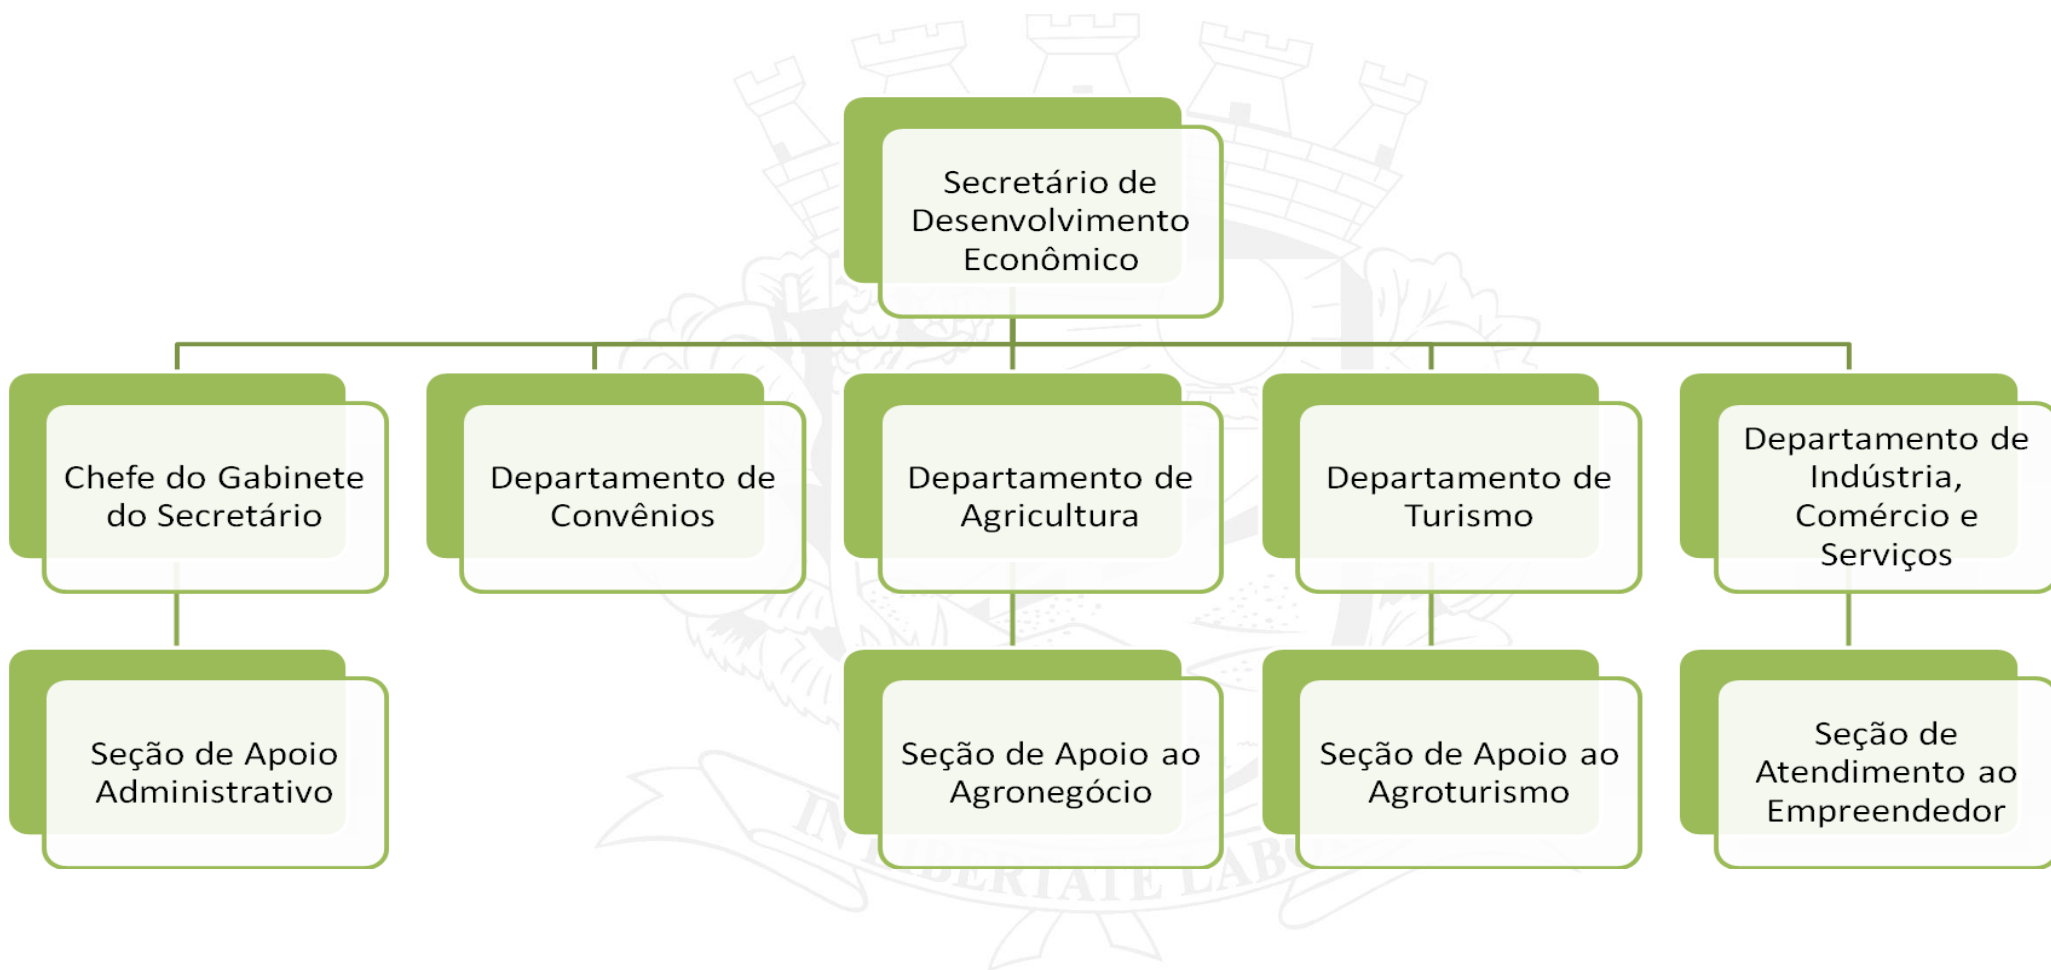 Secretário de
Desenvolvimento
Econômico
Chefe do Gabinete
do Secretário
Departamento de
Convênios
Departamento de
Agricultura
Departamento de
Turismo
Departamento de
Indústria,
Comércio e
Serviços
Seção de Apoio
Administrativo
Seção de Apoio ao
Agronegócio
Seção de Apoio ao
Agroturismo
Seção de
Atendimento ao
Empreendedor
IN LIBERTATE